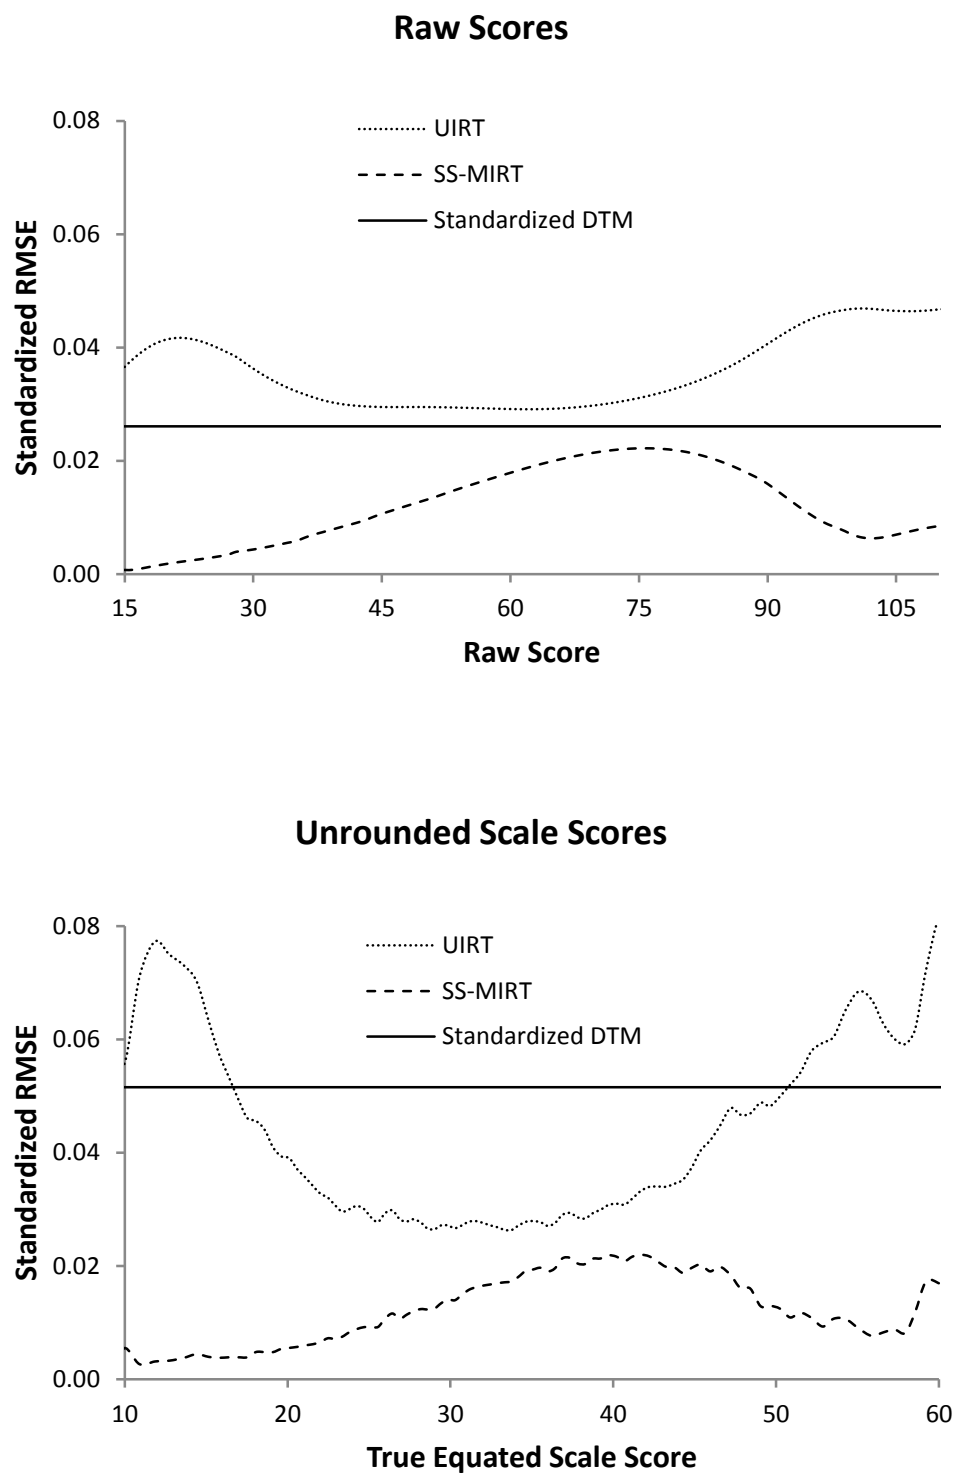 Raw Scores
0.08
0.06
0.04
0.02
0.00
Standardized RMSE
UIRT
SS-MIRT
Standardized DTM
15 30 45 60 75 90 105
Raw Score
Unrounded Scale Scores
0.08
0.06
0.04
0.02
0.00
Standardized RMSE
UIRT
SS-MIRT
Standardized DTM
10 20 30 40 50 60
True Equated Scale Score